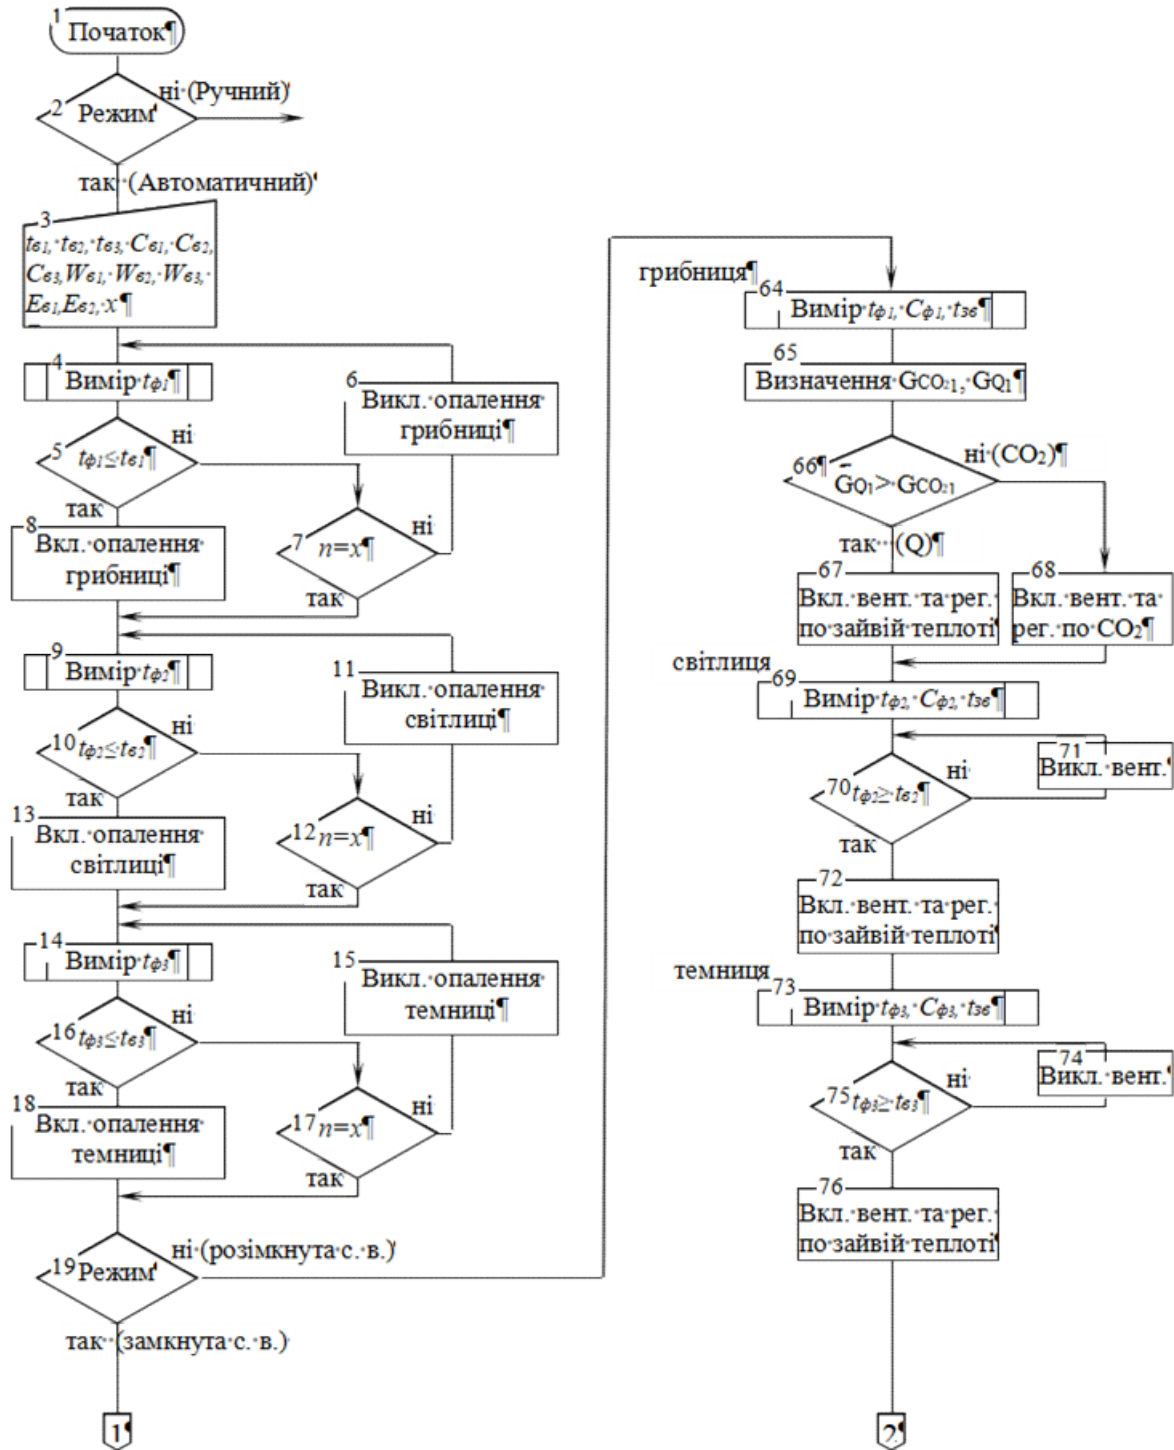 1
Початок¶
2
Режим
ні (Ручний)
так (Автоматичний)
3
tв1, tв2, tв3, Cв1, Cв2,
Cв3, Wв1, Wв2, Wв3,
Eв1, Eв2, x¶
4
Вимір tф1¶
5
tф1≤tв1¶
ні
так
6
Викл. опалення
грибниці¶
7
n=x¶
ні
так
8
Вкл. опалення
грибниці¶
9
Вимір tф2¶
10
tф2≤tв2¶
ні
так
11
Викл. опалення
світлиці¶
12
n=x¶
ні
так
13
Вкл. опалення
світлиці¶
14
Вимір tф3¶
15
Викл. опалення
темниці¶
16
tф3≤tв3¶
ні
так
17
n=x¶
ні
так
18
Вкл. опалення
темниці¶
19
Режим
ні (розімкнута с. в.)
так (замкнута с. в.)
1
грибниця¶
64
Вимір tф1, Cф1, tзв¶
65
Визначення GCO21, GQ1¶
66¶
GQ1> GCO21
ні (CO2)¶
так (Q)¶
67
Вкл. вент. та рег.
по зайвій теплоті
68
Вкл. вент. та
рег. по CO2¶
світлиця
69
Вимір tф2, Cф2, tзв¶
70
tф2≥ tв2¶
ні
так
71
Викл. вент.
72
Вкл. вент. та рег.
по зайвій теплоті
темниця
73
Вимір tф3, Cф3, tзв¶
74
Викл. вент.
75
tф3≥ tв3¶
ні
так
76
Вкл. вент. та рег.
по зайвій теплоті
2